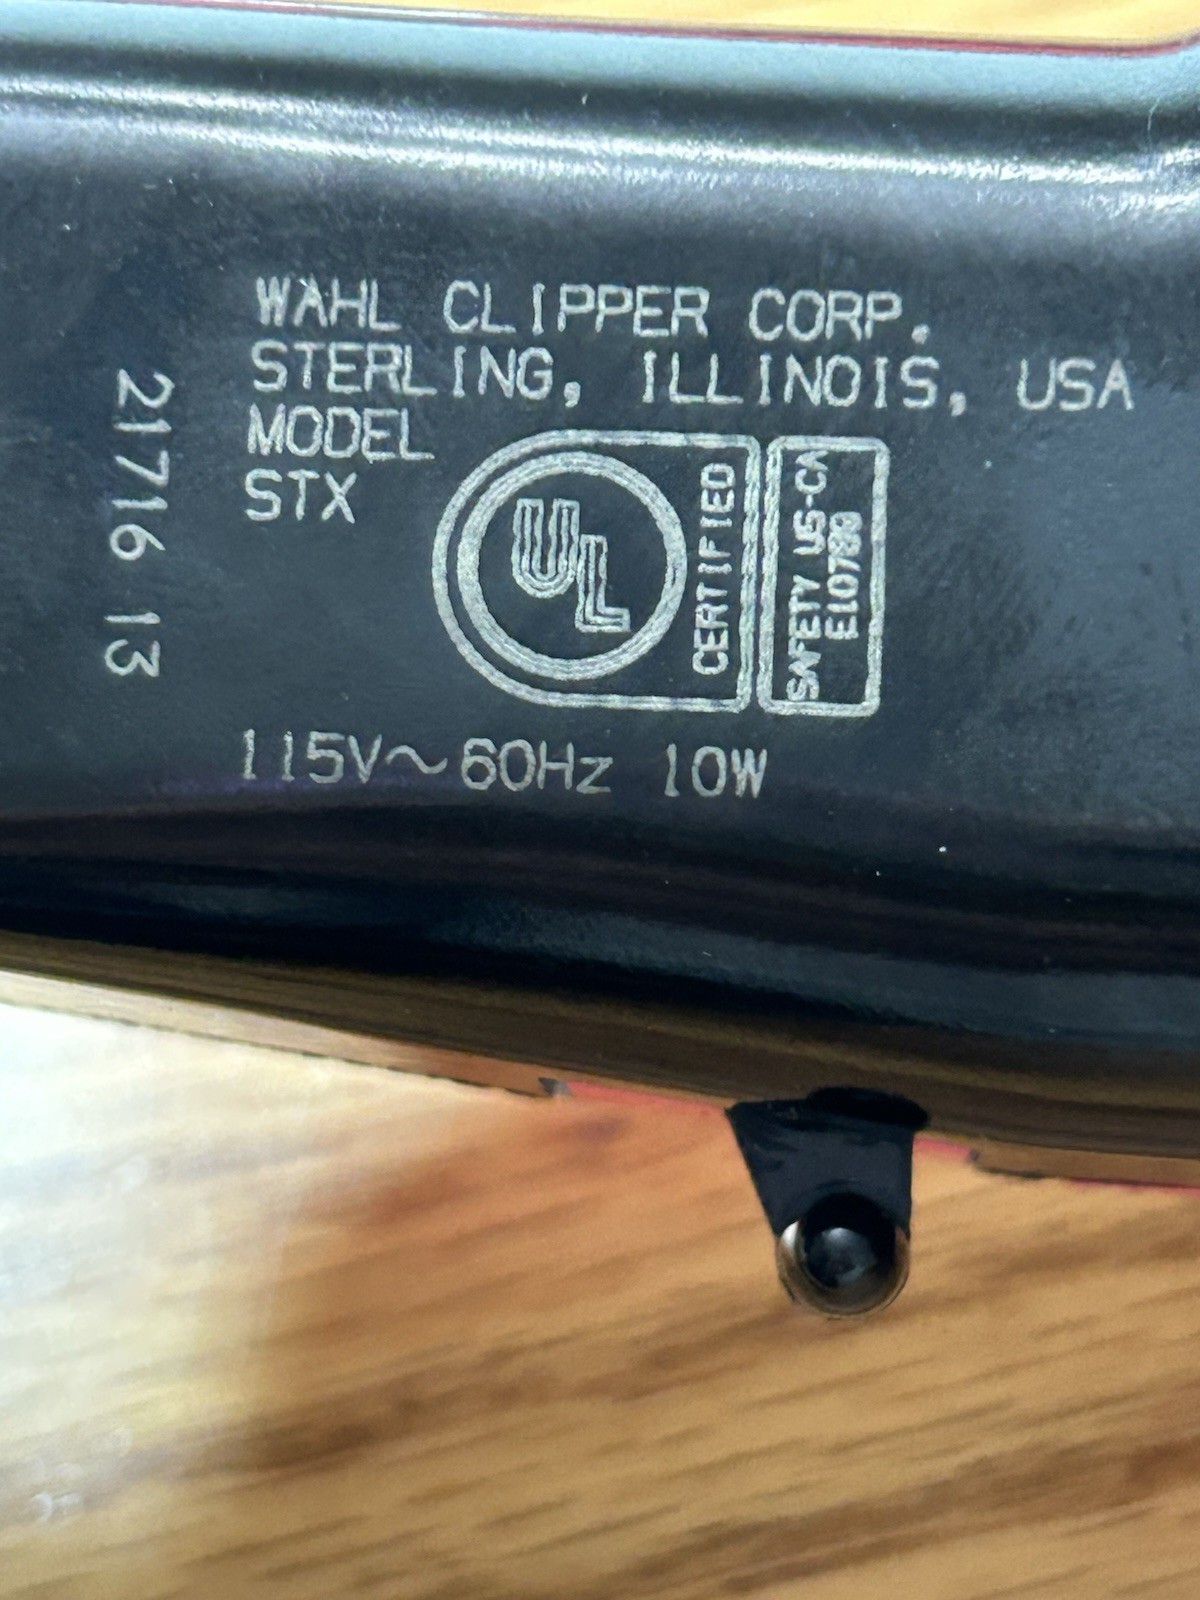 WAHL CLIPPER CORP.
STERLING, ILLINOIS, USA
MODEL
STX
UL
CERTIFIED
SAFETY US-CA
115V~60Hz 10W
21716 13